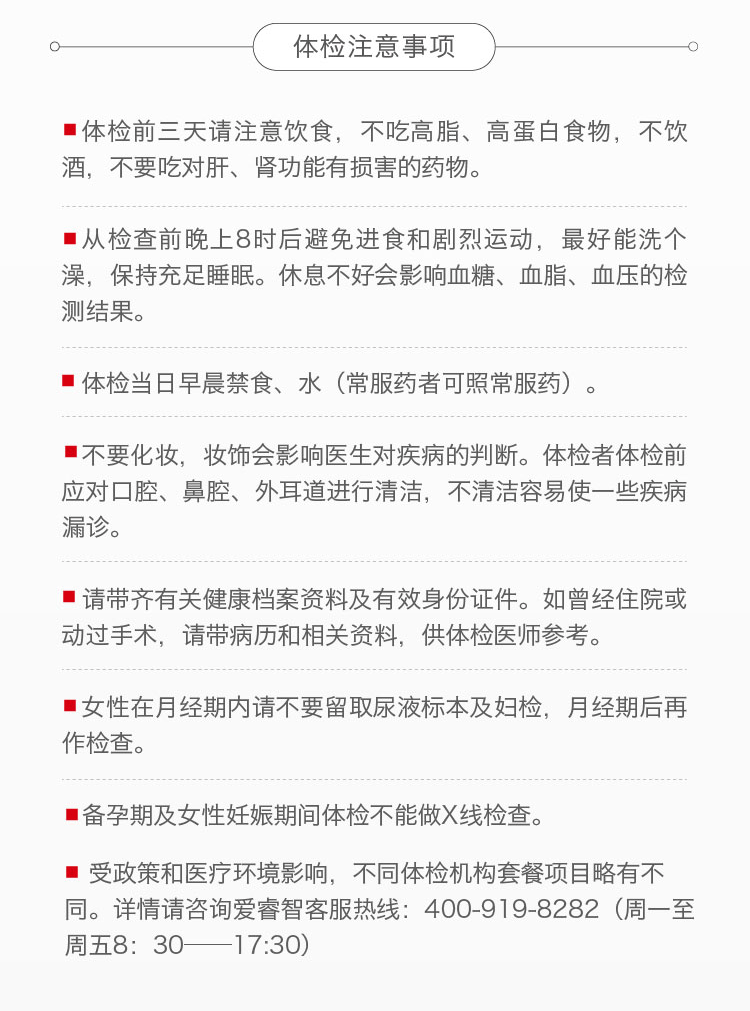 体检注意事项
体检前三天请注意饮食，不吃高脂、高蛋白食物，不饮
酒，不要吃对肝、肾功能有损害的药物。
从检查前晚上8时后避免进食和剧烈运动，最好能洗个
澡，保持充足睡眠。休息不好会影响血糖、血脂、血压的检
测结果。
体检当日早晨禁食、水（常服药者可照常服药）。
不要化妆，妆饰会影响医生对疾病的判断。体检者体检前
应对口腔、鼻腔、外耳道进行清洁，不清洁容易使一些疾病
漏诊。
请带齐有关健康档案资料及有效身份证件。如曾经住院或
动过手术，请带病历和相关资料，供体检医师参考。
女性在月经期内请不要留取尿液标本及妇检，月经期后再
作检查。
备孕期及女性妊娠期间体检不能做X线检查。
受政策和医疗环境影响，不同体检机构套餐项目略有不
同。详情请咨询爱睿智客服热线：400-919-8282（周一至
周五8：30——17:30）